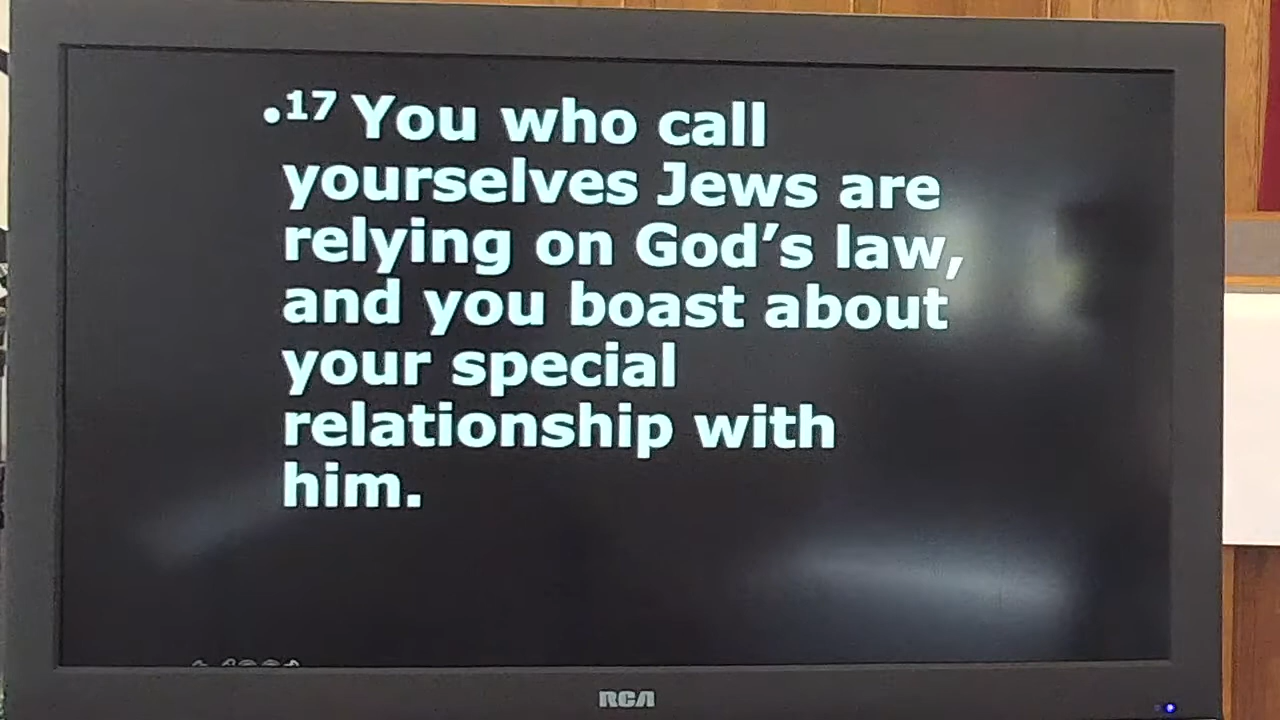 •17 You who call
yourselves Jews are
relying on God’s law,
and you boast about
your special
relationship with
him.
RCA